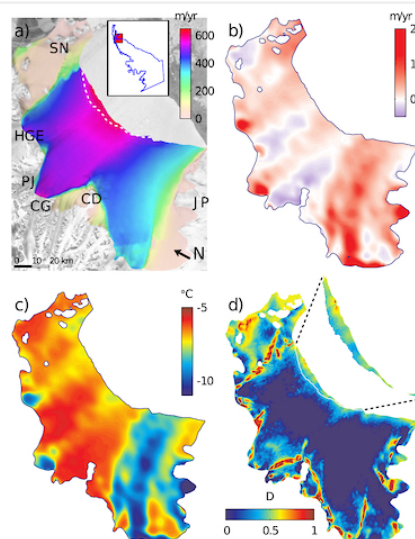 a) SN m/yr
600
400
200
0
HGE
PJ
CG
CD
J P
N
0 10 20 km
b) m/yr
2
1
0
c) °C
-5
-10
d)
D
0 0.5 1